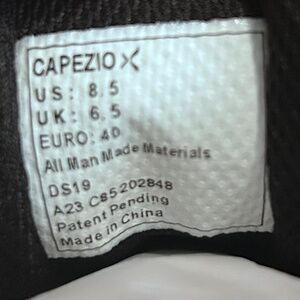 CAPEZIO
US: 8.5
UK: 6.5
EURO: 40
All Man Made Materials
DS19
A23 C85202848
Patent Pending
Made in China